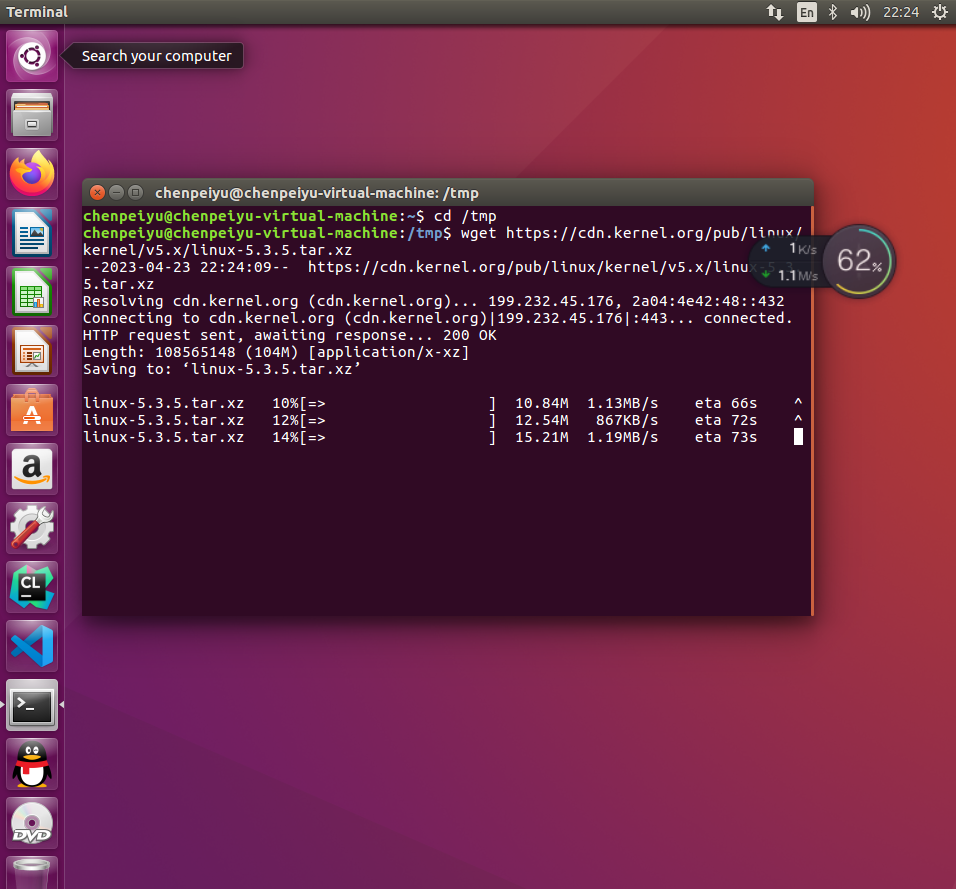 Terminal
En
22:24
Search your computer
chenpeiyu@chenpeiyu-virtual-machine: /tmp
chenpeiyu@chenpeiyu-virtual-machine:~$ cd /tmp
chenpeiyu@chenpeiyu-virtual-machine:/tmp$ wget https://cdn.kernel.org/pub/linux/
kernel/v5.x/linux-5.3.5.tar.xz
--2023-04-23 22:24:09--  https://cdn.kernel.org/pub/linux/kernel/v5.x/linux-5.3.
5.tar.xz
Resolving cdn.kernel.org (cdn.kernel.org)... 199.232.45.176, 2a04:4e42:48::432
Connecting to cdn.kernel.org (cdn.kernel.org)|199.232.45.176|:443... connected.
HTTP request sent, awaiting response... 200 OK
Length: 108565148 (104M) [application/x-xz]
Saving to: ‘linux-5.3.5.tar.xz’
linux-5.3.5.tar.xz   10%[=>                  ]  10.84M  1.13MB/s    eta 66s    ^
linux-5.3.5.tar.xz   12%[=>                  ]  12.54M   867KB/s    eta 72s    ^
linux-5.3.5.tar.xz   14%[=>                  ]  15.21M  1.19MB/s    eta 73s
1K/s
1.1M/s
62%
a
A
CL
>_
DVD